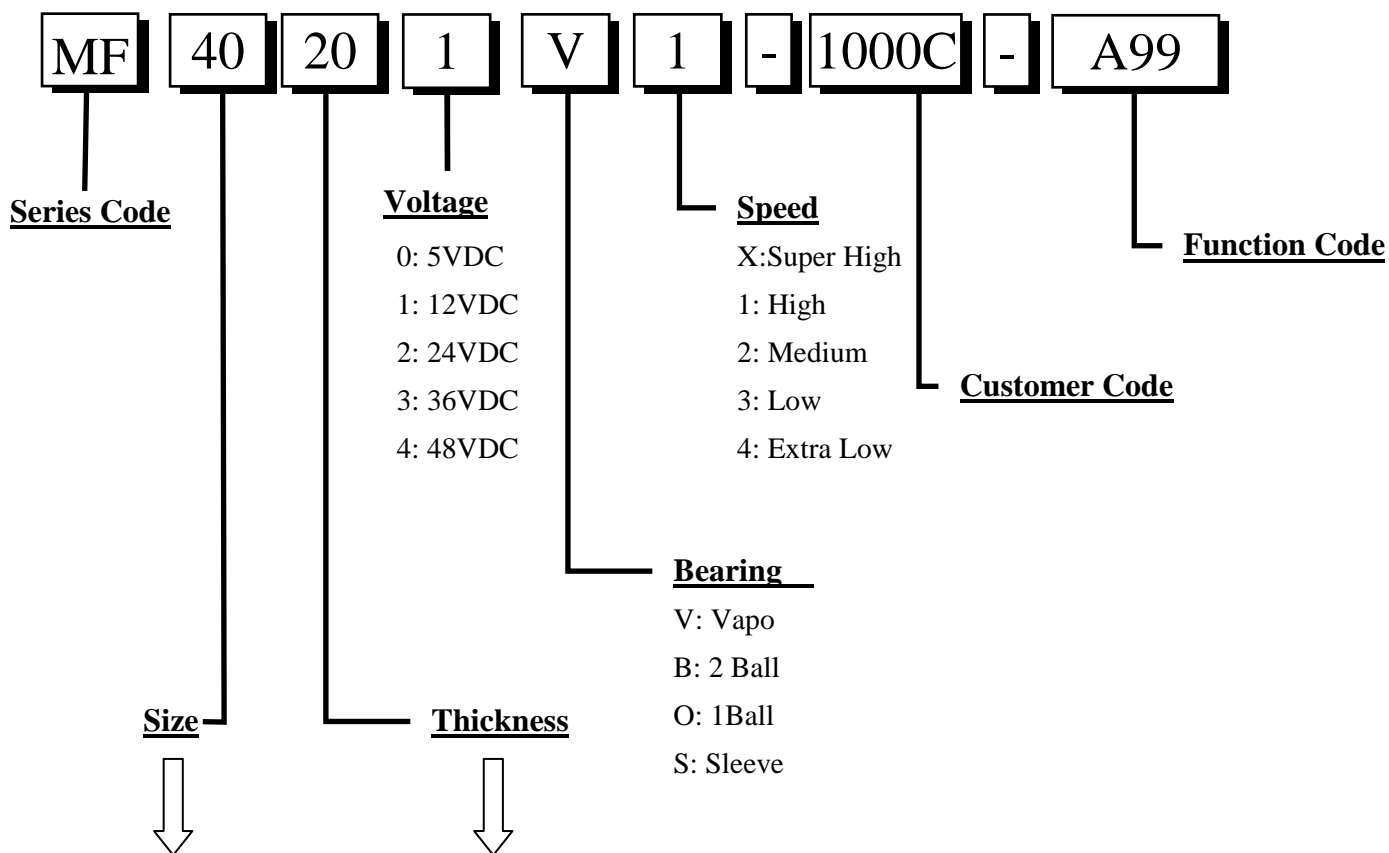 MF 40 20 1 V 1 - 1000C - A99
Series Code
Voltage
0: 5VDC
1: 12VDC
2: 24VDC
3: 36VDC
4: 48VDC
Speed
X:Super High
1: High
2: Medium
3: Low
4: Extra Low
Function Code
Customer Code
Bearing
V: Vapo
B: 2 Ball
O: 1Ball
S: Sleeve
Size
Thickness